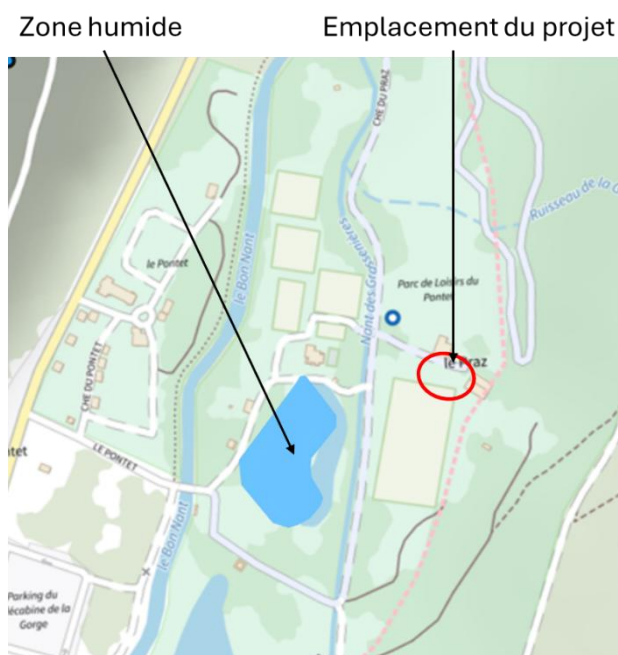 Zone humide
Emplacement du projet
CHE DU PRAZ
le Bon Nant
le Pontet
Nant des Grassenières
Ruisseau de la G
Parc de Loisirs du
Pontet
le Praz
CHE DU PONTET
LE PONTET
tet
le Bon Nant
Parking du
écabine de la
Gorge